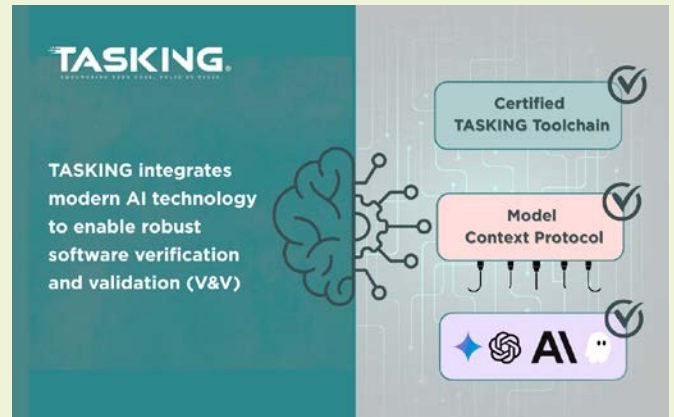 TASKING®
TASKING integrates
modern AI technology
to enable robust
software verification
and validation (V&V)
Certified
TASKING Toolchain
Model
Context Protocol